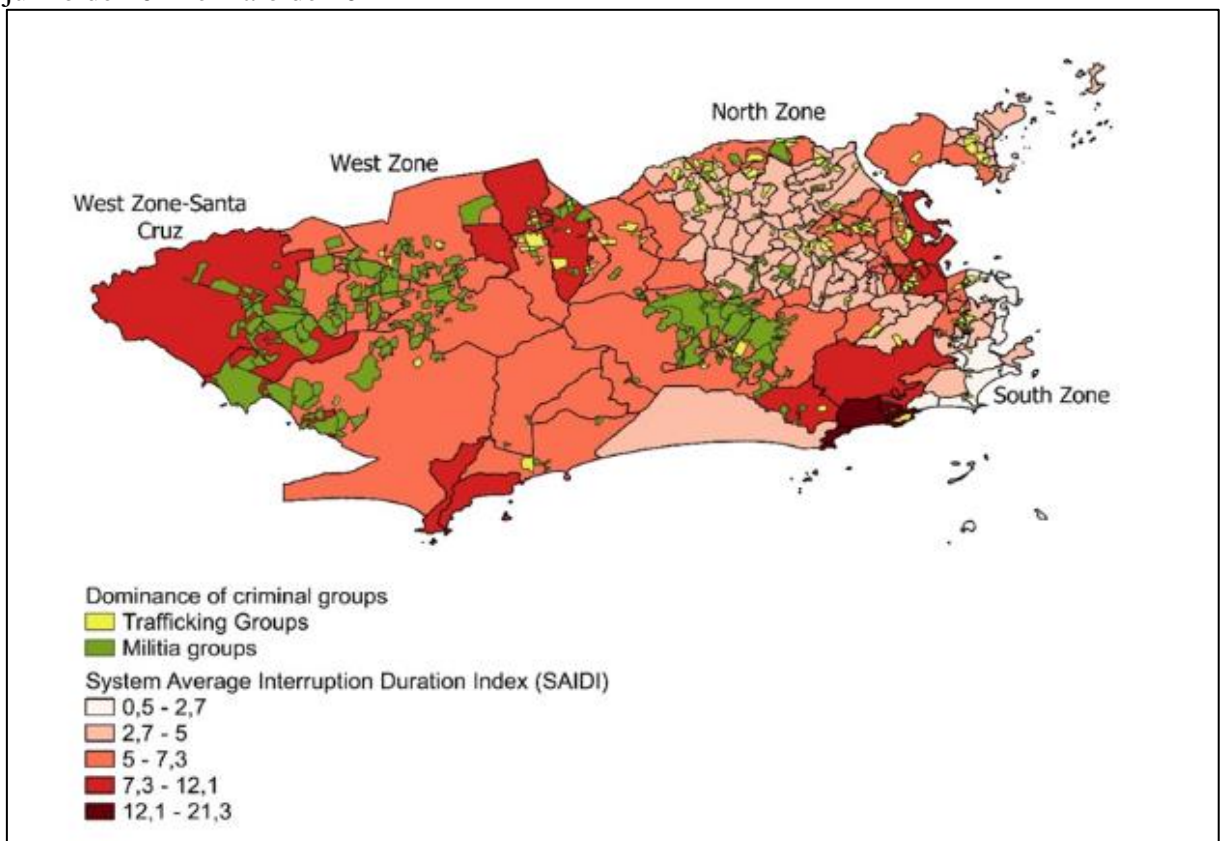 North Zone
West Zone
West Zone-Santa
Cruz
South Zone
Dominance of criminal groups
Trafficking Groups
Militia groups
System Average Interruption Duration Index (SAIDI)
0,5 - 2,7
2,7 - 5
5 - 7,3
7,3 - 12,1
12,1 - 21,3